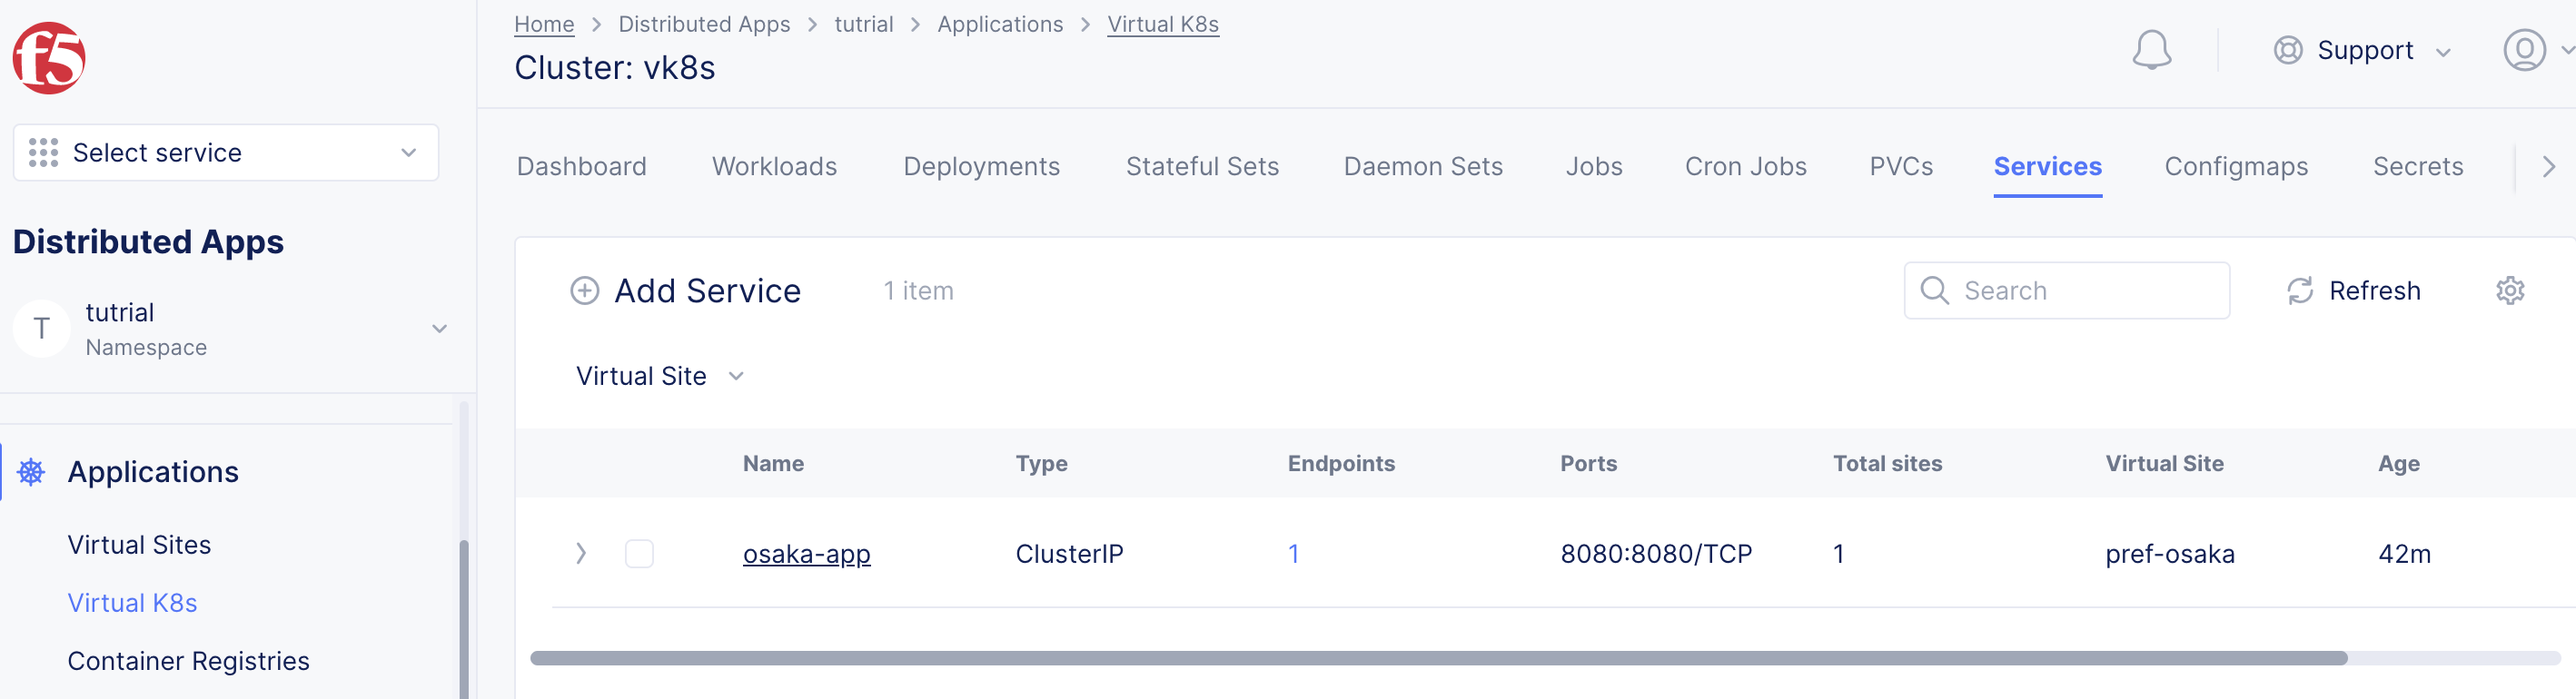 f5
Home > Distributed Apps > tutrial > Applications > Virtual K8s
Cluster: vk8s
Support
Select service
Distributed Apps
T
tutrial
Namespace
Applications
Virtual Sites
Virtual K8s
Container Registries
Dashboard Workloads Deployments Stateful Sets Daemon Sets Jobs Cron Jobs PVCs Services Configmaps Secrets
Add Service 1 item Search Refresh
Virtual Site
Name Type Endpoints Ports Total sites Virtual Site Age
osaka-app ClusterIP 1 8080:8080/TCP 1 pref-osaka 42m